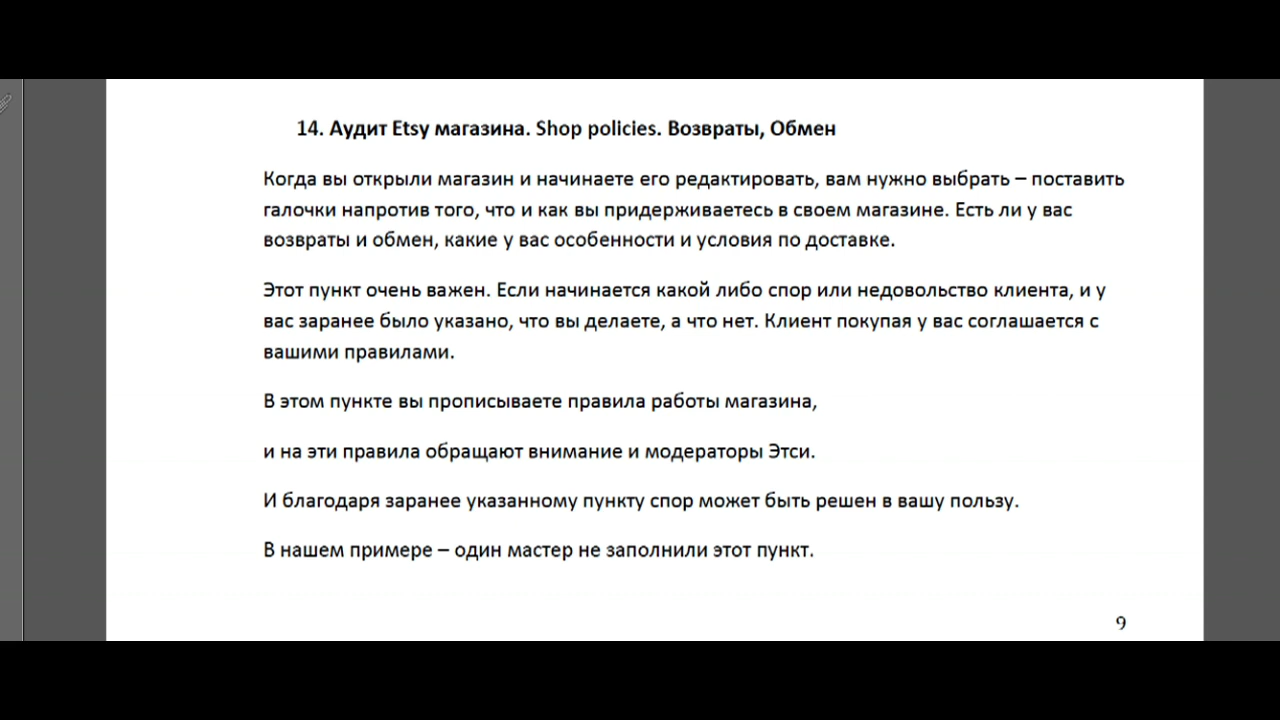 14. Аудит Etsy магазина. Shop policies. Возвраты, Обмен
Когда вы открыли магазин и начинаете его редактировать, вам нужно выбрать – поставить
галочки напротив того, что и как вы придерживаетесь в своем магазине. Есть ли у вас
возвраты и обмен, какие у вас особенности и условия по доставке.
Этот пункт очень важен. Если начинается какой либо спор или недовольство клиента, и у
вас заранее было указано, что вы делаете, а что нет. Клиент покупая у вас соглашается с
вашими правилами.
В этом пункте вы прописываете правила работы магазина,
и на эти правила обращают внимание и модераторы Этси.
И благодаря заранее указанному пункту спор может быть решен в вашу пользу.
В нашем примере – один мастер не заполнили этот пункт.
9